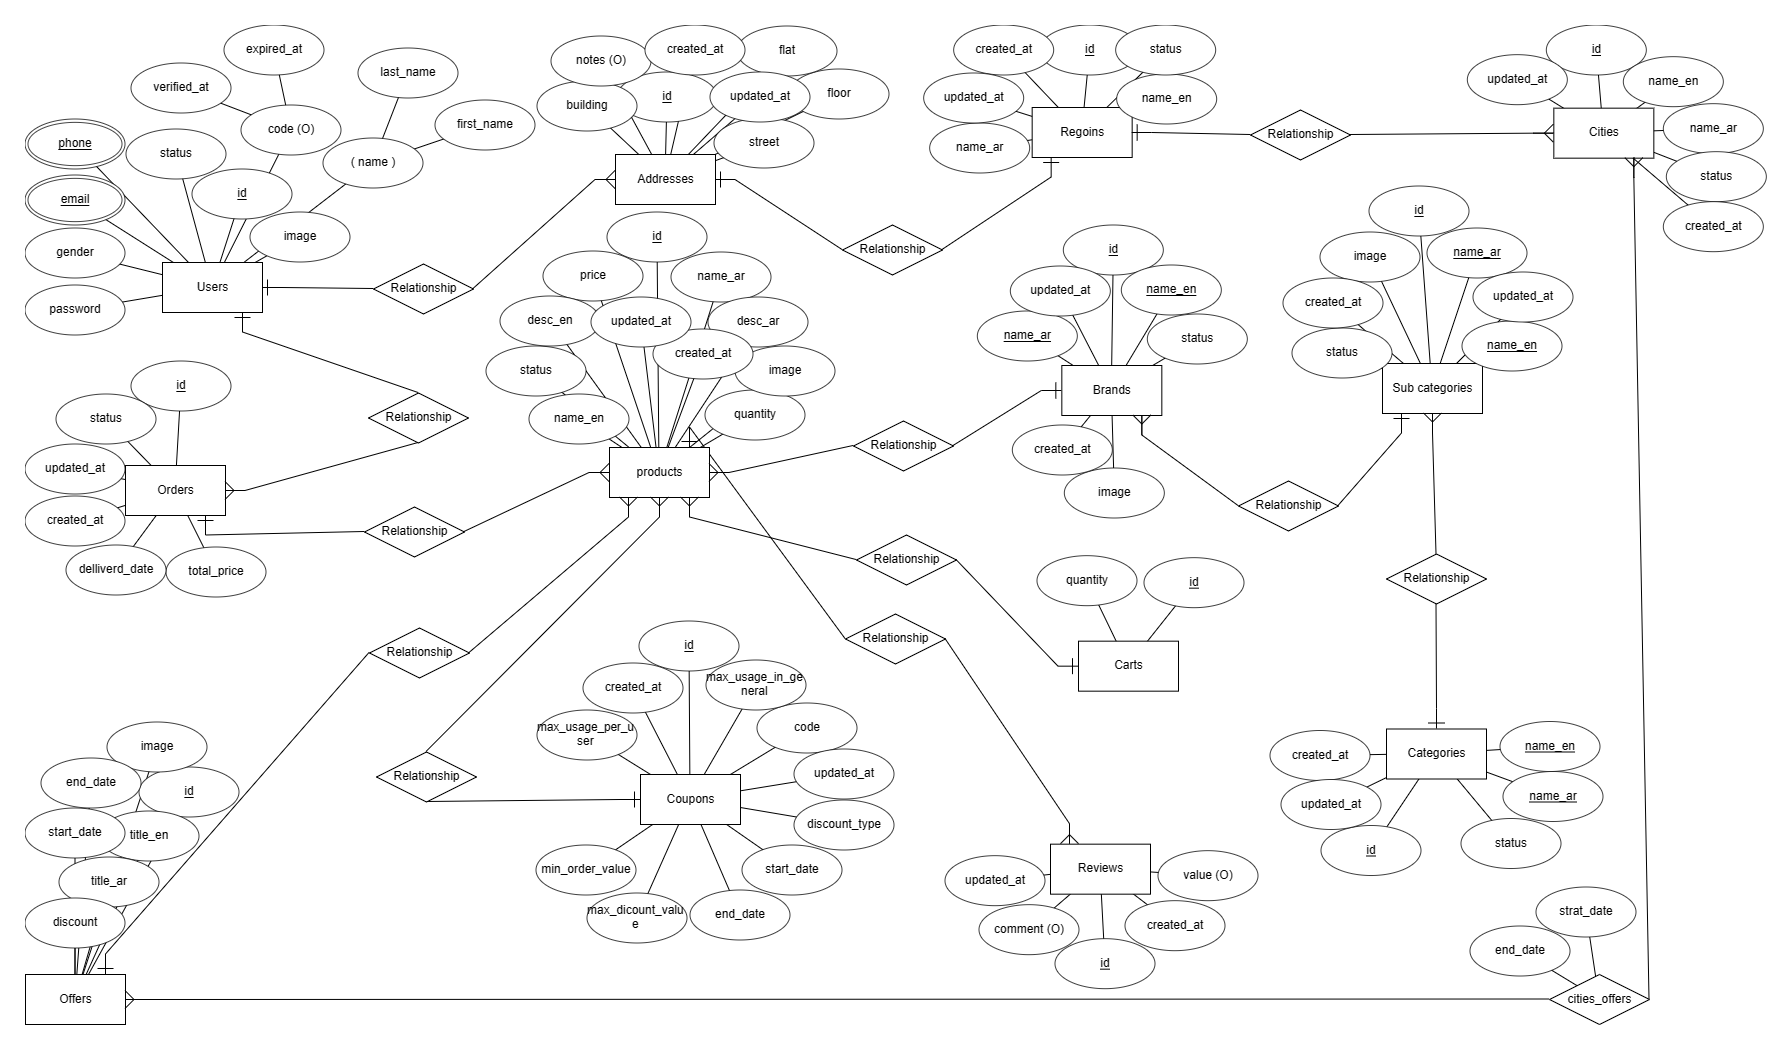 expired_at
verified_at
last_name
code (O)
first_name
phone
status
( name )
email
id
gender
image
password
Users
Relationship
notes (O)
created_at
flat
building
id
updated_at
floor
street
Addresses
Relationship
created_at
id
status
updated_at
name_en
name_ar
Regoins
Relationship
id
updated_at
name_en
name_ar
Cities
status
created_at
id
price
name_ar
desc_en
updated_at
desc_ar
created_at
status
image
name_en
quantity
products
Relationship
id
updated_at
name_en
name_ar
status
Brands
created_at
image
Relationship
id
image
name_ar
created_at
updated_at
status
name_en
Sub categories
Relationship
Relationship
id
status
updated_at
Orders
created_at
delliverd_date
total_price
Relationship
Relationship
quantity
id
Carts
Relationship
Relationship
Relationship
id
created_at
max_usage_in_ge
neral
max_usage_per_u
ser
code
updated_at
Coupons
discount_type
min_order_value
start_date
max_dicount_valu
e
end_date
created_at
Categories
name_en
name_ar
updated_at
id
status
image
end_date
id
start_date
title_en
title_ar
discount
Offers
updated_at
Reviews
value (O)
comment (O)
created_at
id
strat_date
end_date
cities_offers